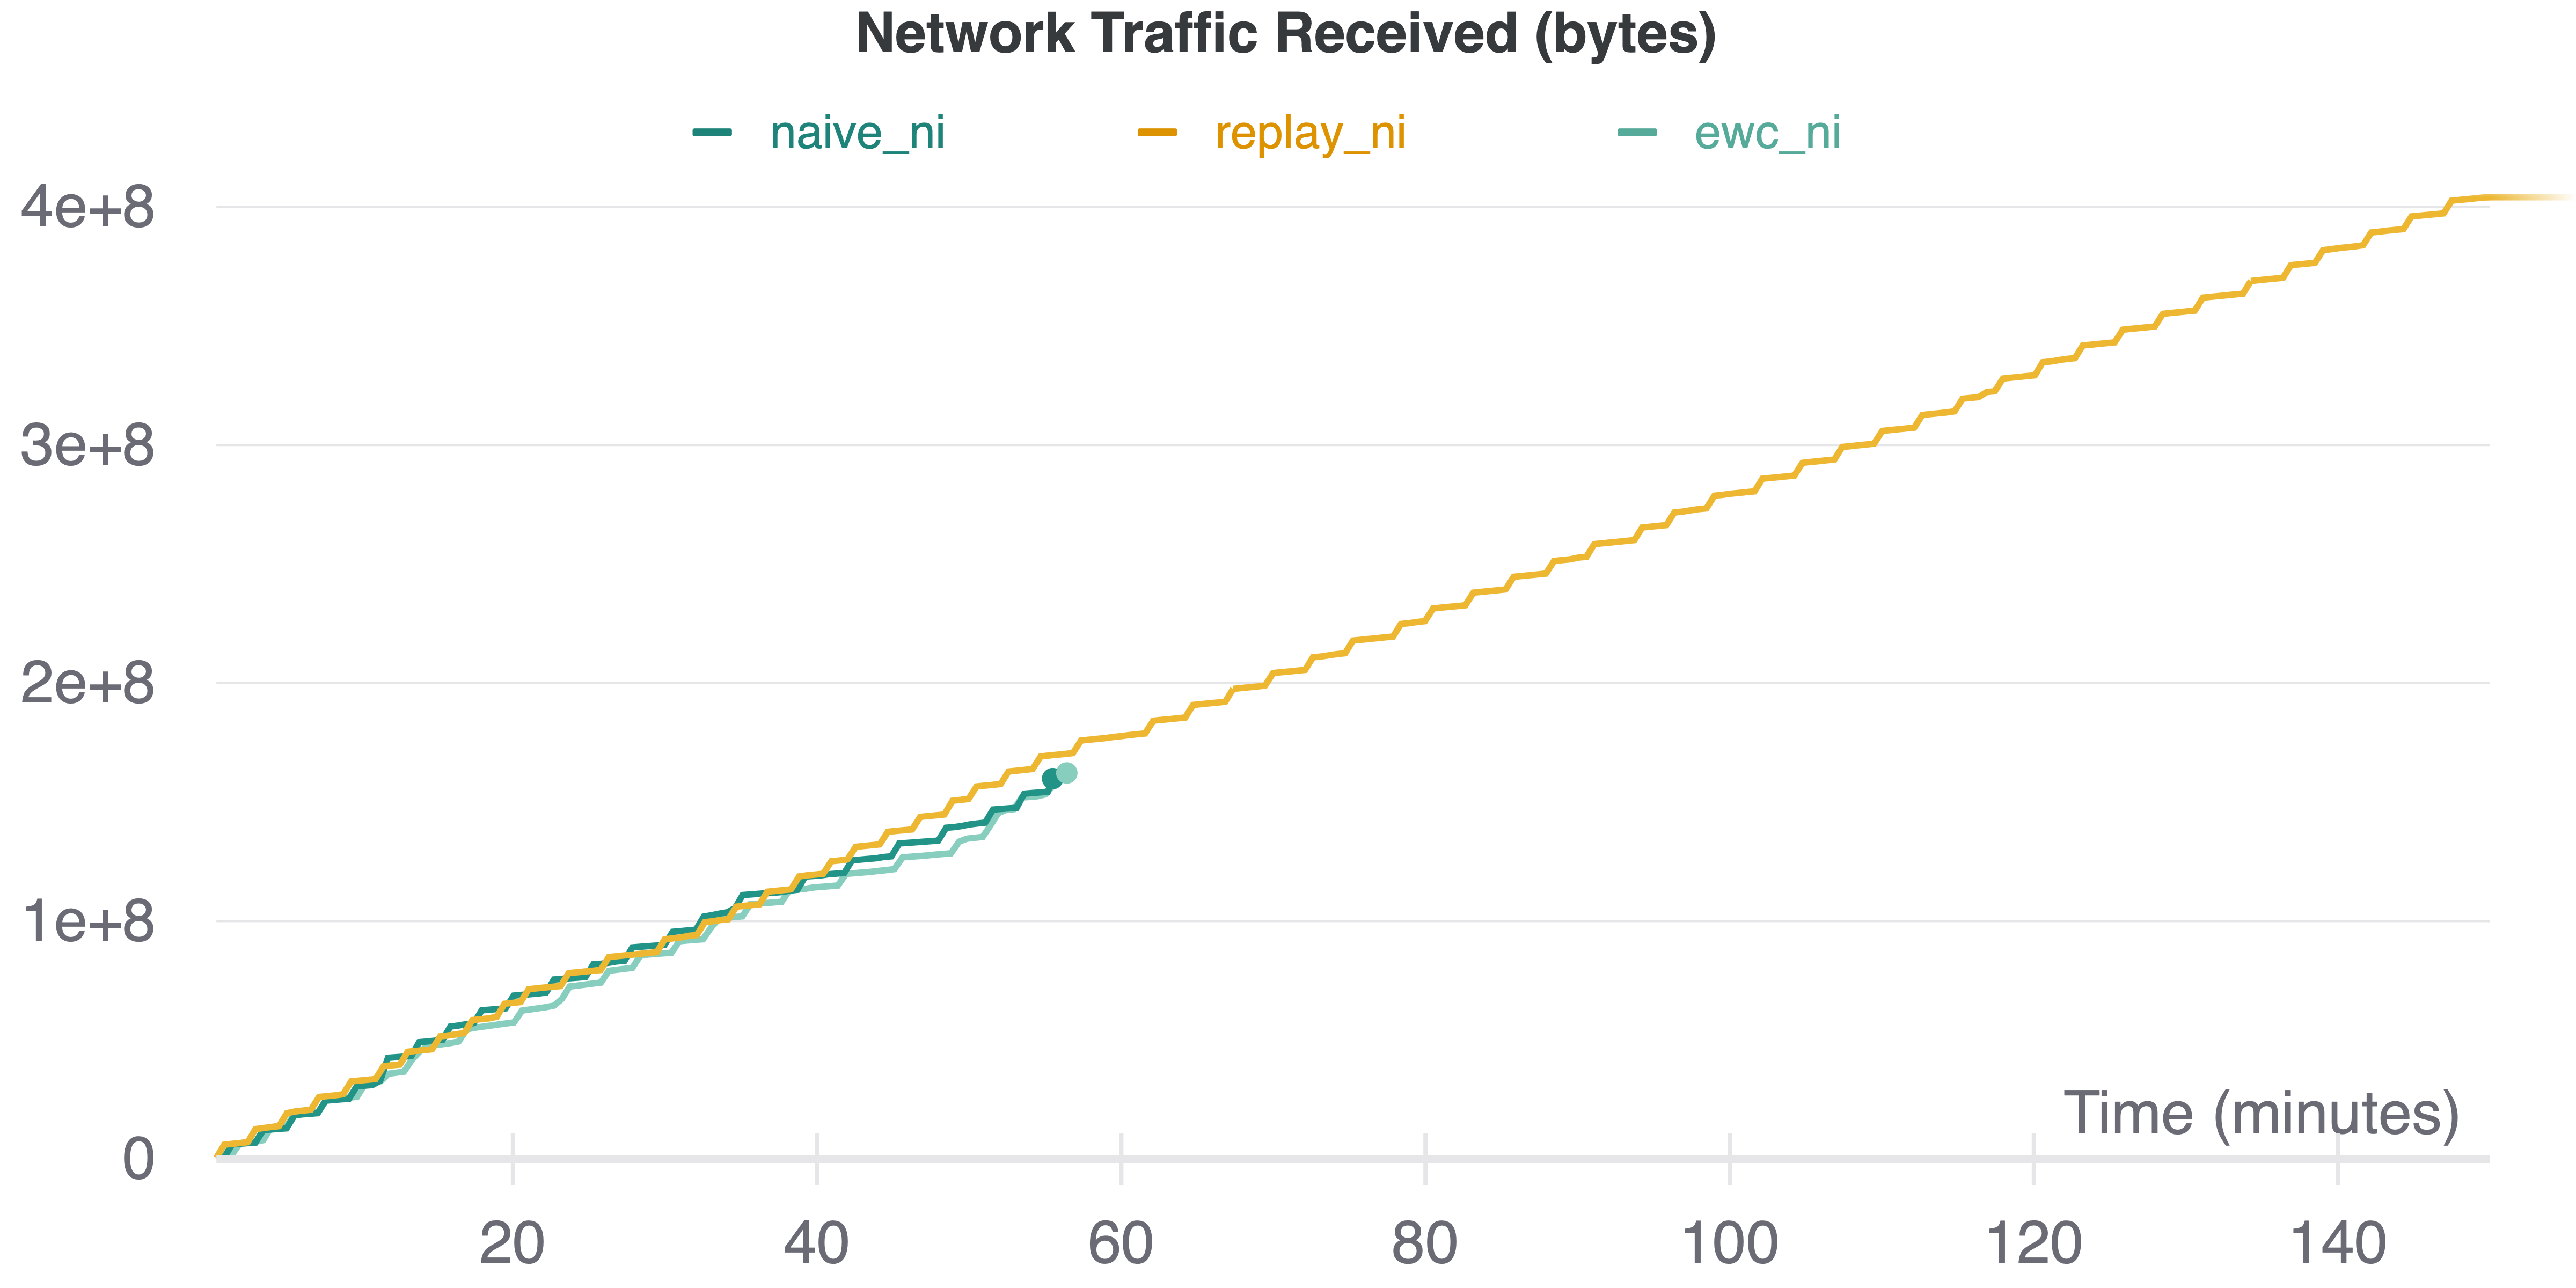 Network Traffic Received (bytes)
naive_ni replay_ni ewc_ni
4e+8
3e+8
2e+8
1e+8
0
Time (minutes)
20 40 60 80 100 120 140